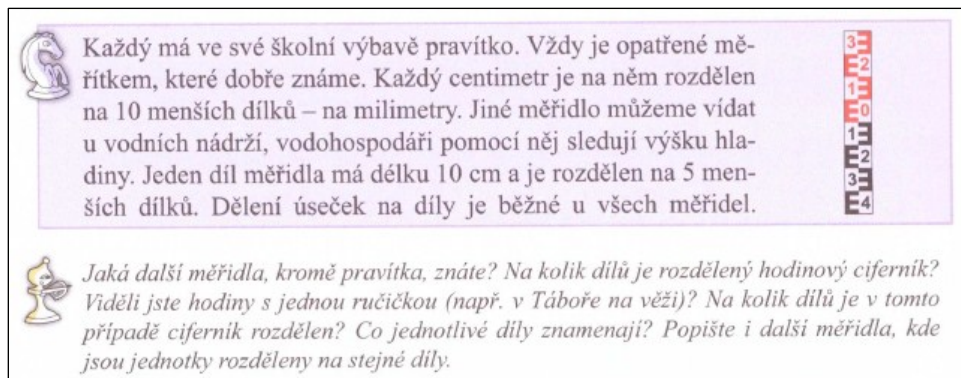 Každý má ve své školní výbavě pravítko. Vždy je opatřené mě-
řítkem, které dobře známe. Každý centimetr je na něm rozdělen
na 10 menších dílků – na milimetry. Jiné měřidlo můžeme vídat
u vodních nádrží, vodohospodáři pomocí něj sledují výšku hla-
diny. Jeden díl měřidla má délku 10 cm a je rozdělen na 5 men-
ších dílků. Dělení úseček na díly je běžné u všech měřidel.
3
2
1
0
1
2
3
4
Jaká další měřidla, kromě pravítka, znáte? Na kolik dílů je rozdělený hodinový ciferník?
Viděli jste hodiny s jednou ručičkou (např. v Táboře na věži)? Na kolik dílů je v tomto
případě ciferník rozdělen? Co jednotlivé díly znamenají? Popište i další měřidla, kde
jsou jednotky rozděleny na stejné díly.